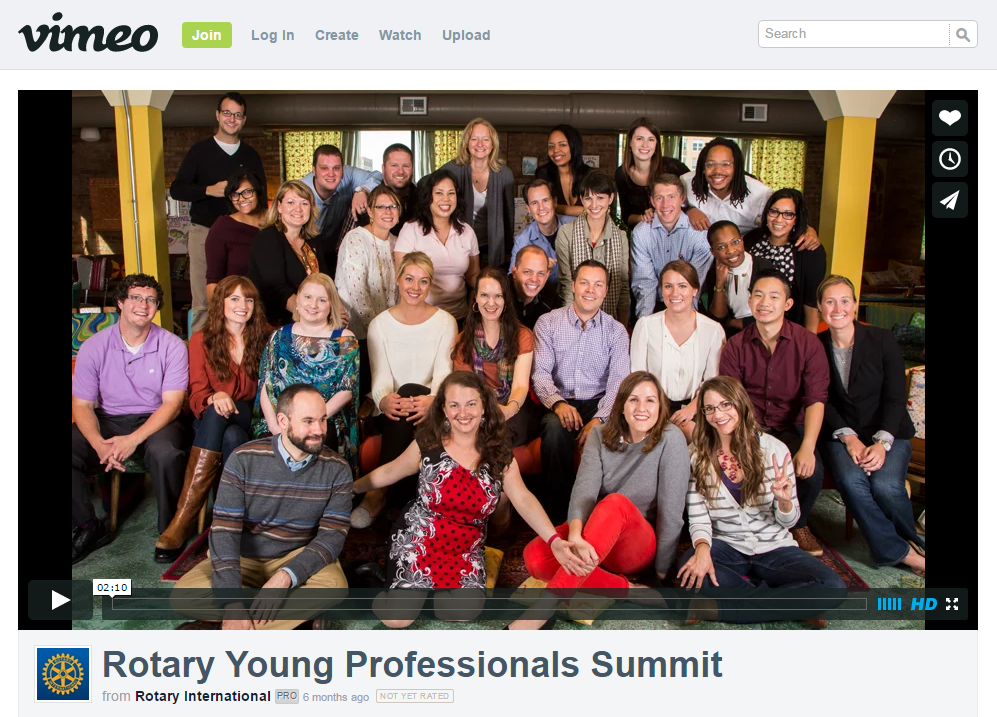 vimeo Join Log In Create Watch Upload Search
02:10
HD
Rotary Young Professionals Summit
from Rotary International PRO 6 months ago NOT YET RATED